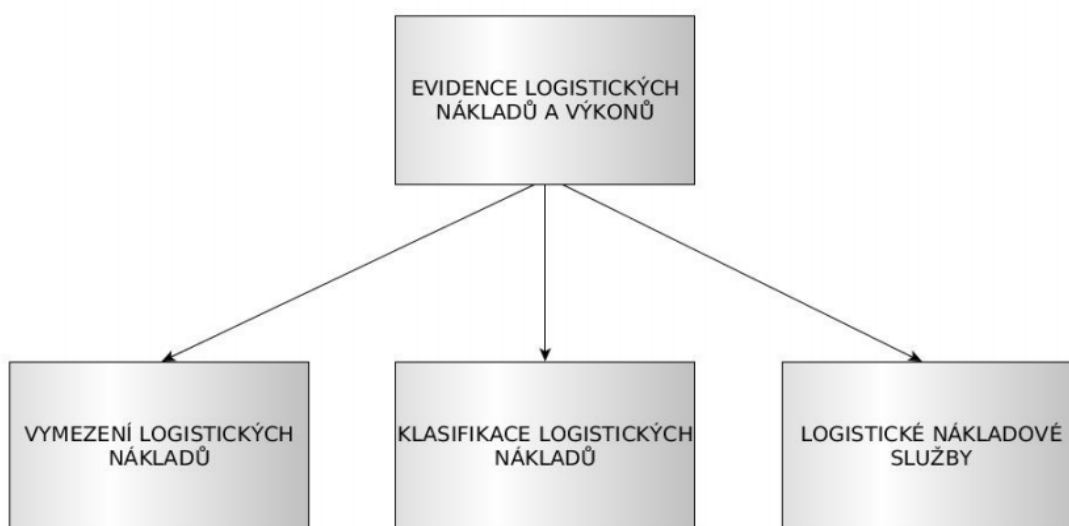 EVIDENCE LOGISTICKÝCH
NÁKLADŮ A VÝKONŮ
VYMEZENÍ LOGISTICKÝCH
NÁKLADŮ
KLASIFIKACE LOGISTICKÝCH
NÁKLADŮ
LOGISTICKÉ NÁKLADOVÉ
SLUŽBY